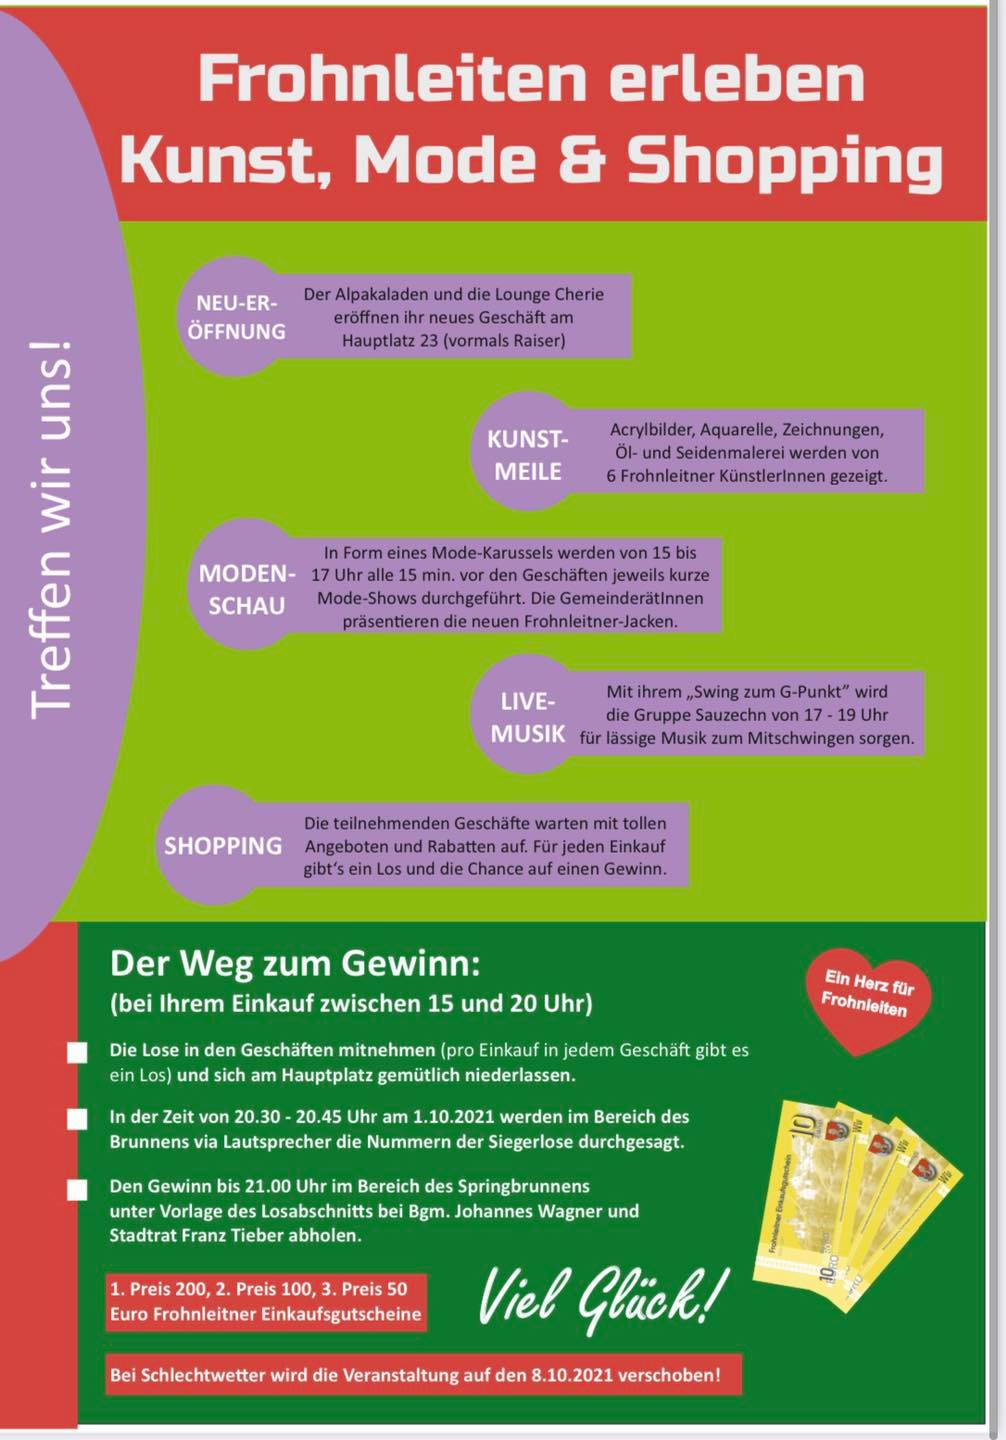 Frohnleiten erleben
Kunst, Mode & Shopping
Treffen wir uns!
NEU-ER-
ÖFFNUNG
Der Alpakaladen und die Lounge Cherie
eröffnen ihr neues Geschäft am
Hauptlatz 23 (vormals Raiser)
KUNST-
MEILE
Acrylbilder, Aquarelle, Zeichnungen,
Öl- und Seidenmalerei werden von
6 Frohnleitner KünstlerInnen gezeigt.
MODEN-
SCHAU
In Form eines Mode-Karussels werden von 15 bis
17 Uhr alle 15 min. vor den Geschäften jeweils kurze
Mode-Shows durchgeführt. Die GemeinderätInnen
präsentieren die neuen Frohnleitner-Jacken.
LIVE-
MUSIK
Mit ihrem „Swing zum G-Punkt” wird
die Gruppe Sauzechn von 17 - 19 Uhr
für lässige Musik zum Mitschwingen sorgen.
SHOPPING
Die teilnehmenden Geschäfte warten mit tollen
Angeboten und Rabatten auf. Für jeden Einkauf
gibt‘s ein Los und die Chance auf einen Gewinn.
Der Weg zum Gewinn:
(bei Ihrem Einkauf zwischen 15 und 20 Uhr)
Ein Herz für
Frohnleiten
Die Lose in den Geschäften mitnehmen (pro Einkauf in jedem Geschäft gibt es
ein Los) und sich am Hauptplatz gemütlich niederlassen.
In der Zeit von 20.30 - 20.45 Uhr am 1.10.2021 werden im Bereich des
Brunnens via Lautsprecher die Nummern der Siegerlose durchgesagt.
Den Gewinn bis 21.00 Uhr im Bereich des Springbrunnens
unter Vorlage des Losabschnitts bei Bgm. Johannes Wagner und
Stadtrat Franz Tieber abholen.
10
Frohnleitner Einkaufsgutschein
Wir
Wir
Wir
10
1. Preis 200, 2. Preis 100, 3. Preis 50
Euro Frohnleitner Einkaufsgutscheine
Viel Glück!
Bei Schlechtwetter wird die Veranstaltung auf den 8.10.2021 verschoben!